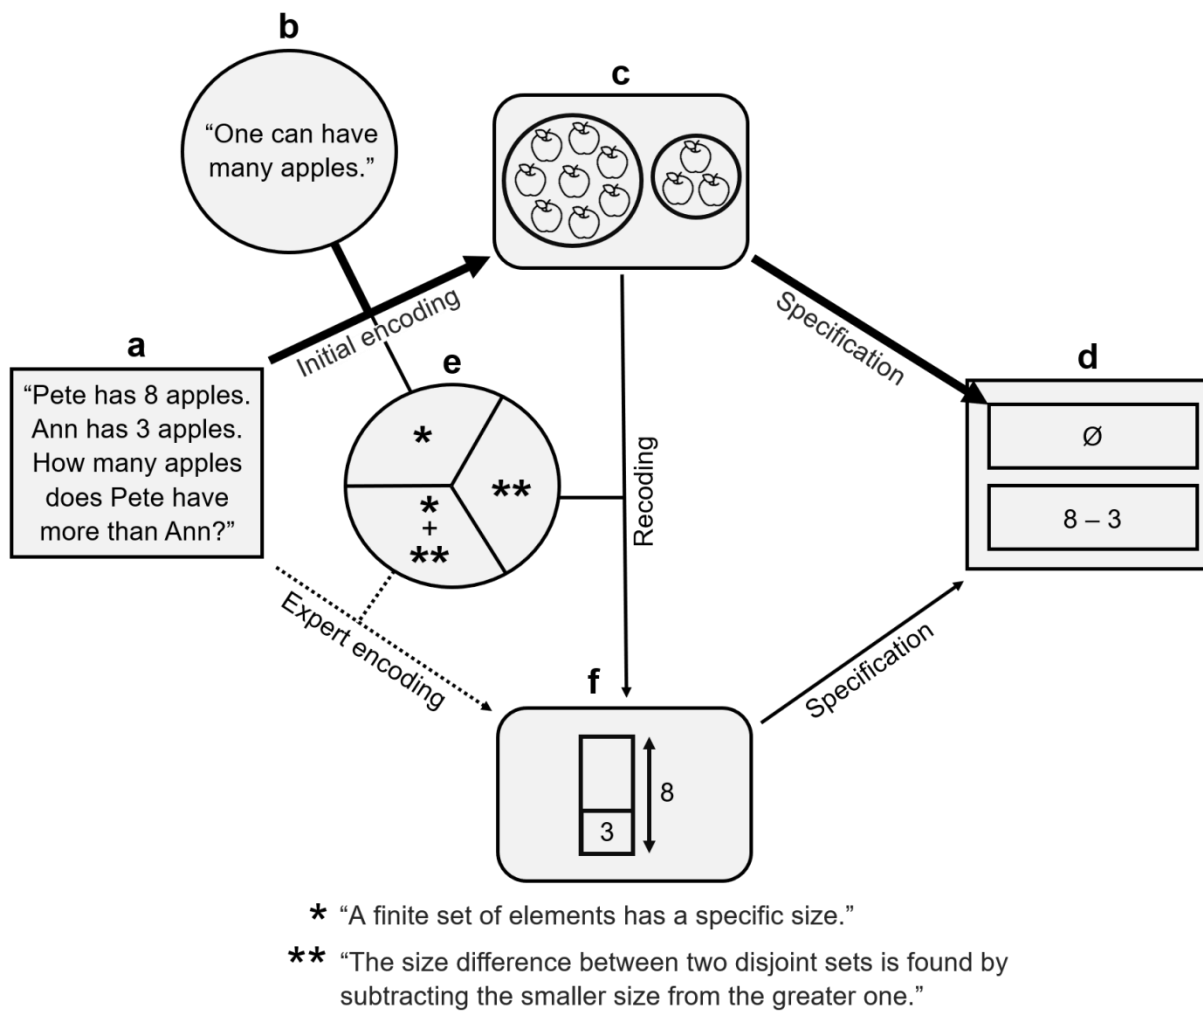 b
“One can have
many apples.”
c
a
“Pete has 8 apples.
Ann has 3 apples.
How many apples
does Pete have
more than Ann?”
Initial encoding
Specification
d
Ø
8 – 3
e
*
**
*
+
**
Recoding
Expert encoding
Specification
f
8
3
* “A finite set of elements has a specific size.”
** “The size difference between two disjoint sets is found by
subtracting the smaller size from the greater one.”